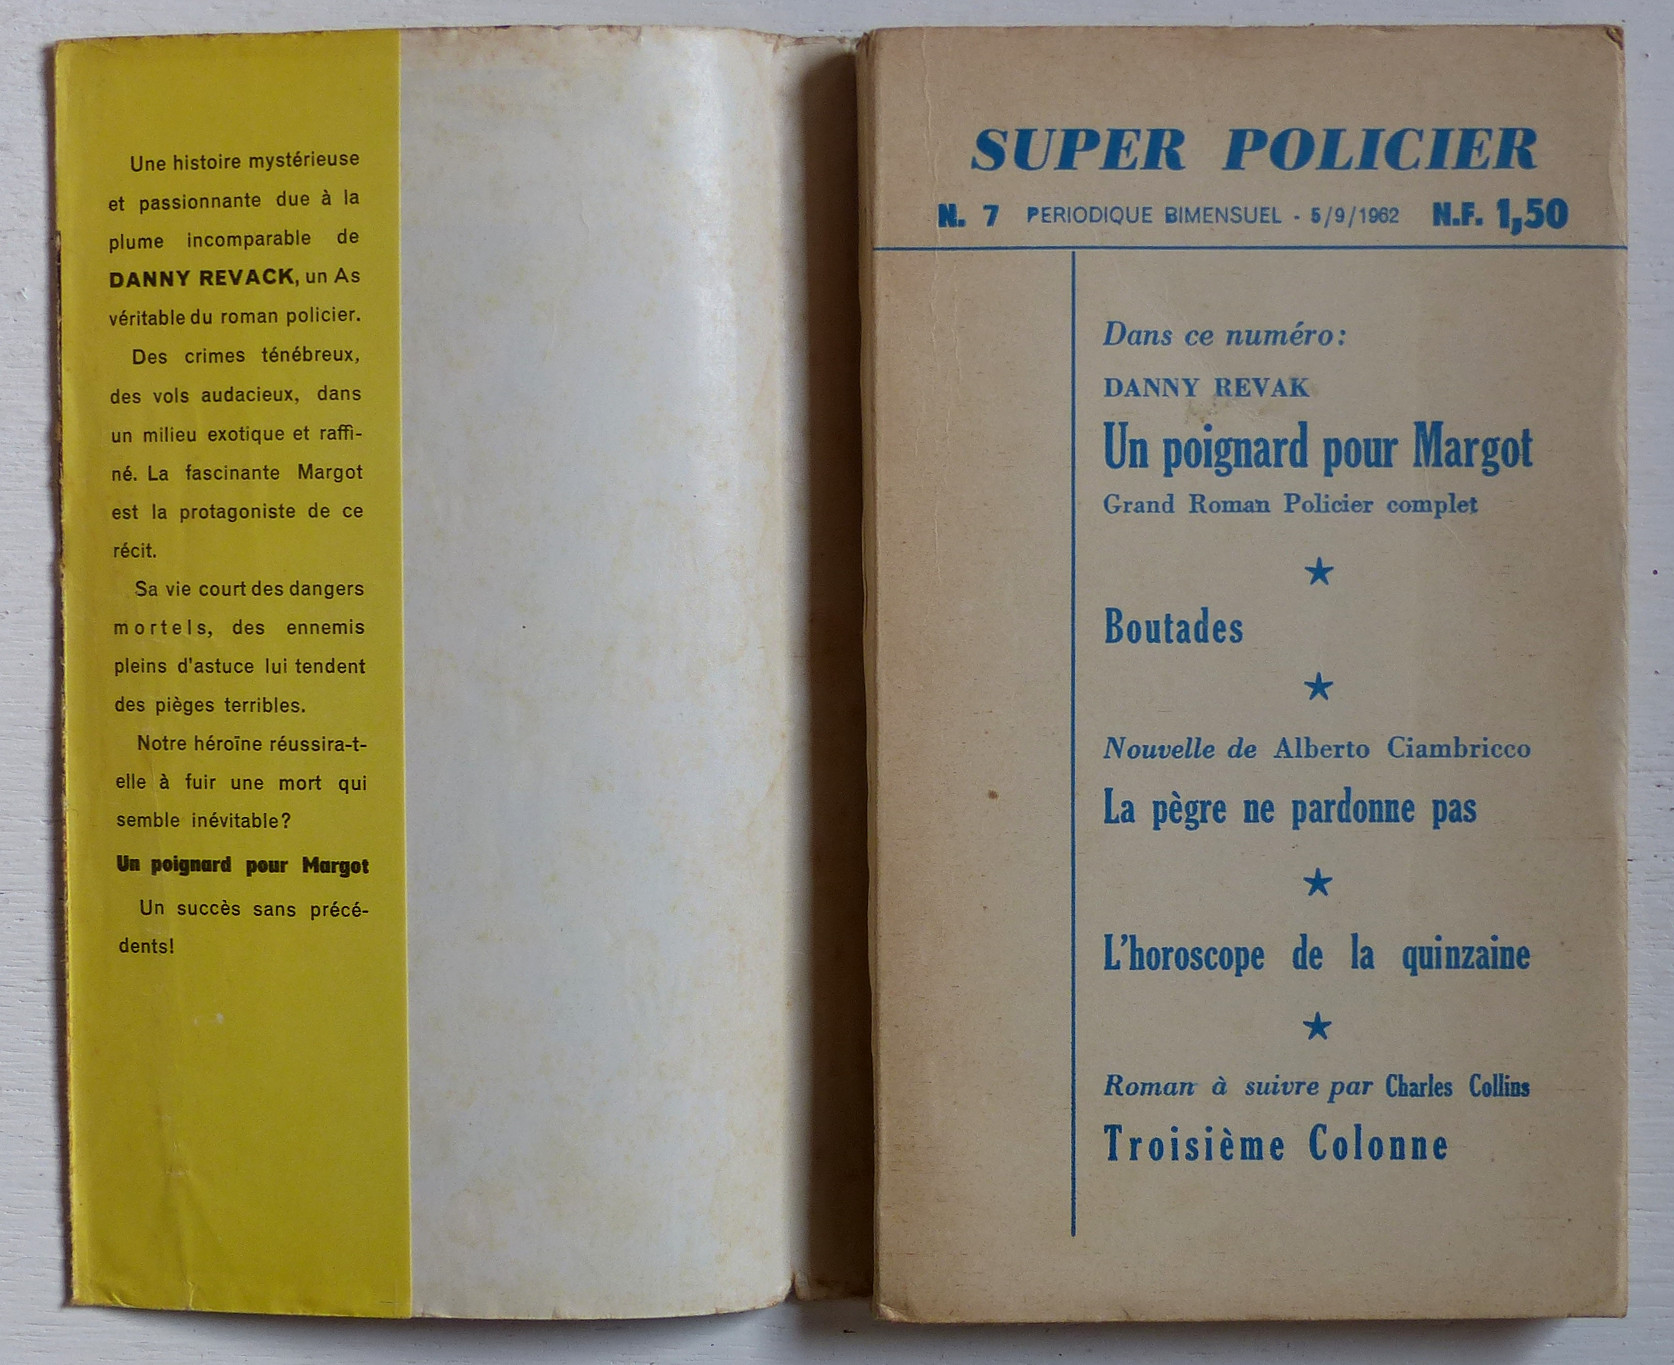 Une histoire mystérieuse
et passionnante due à la
plume incomparable de
DANNY REVACK, un As
véritable du roman policier.
Des crimes ténébreux,
des vols audacieux, dans
un milieu exotique et raffi-
né. La fascinante Margot
est la protagoniste de ce
récit.
Sa vie court des dangers
mortels, des ennemis
pleins d'astuce lui tendent
des pièges terribles.
Notre héroïne réussira-t-
elle à fuir une mort qui
semble inévitable?
Un poignard pour Margot
Un succès sans précé-
dents!
SUPER POLICIER
N. 7 PERIODIQUE BIMENSUEL - 5/9/1962 N.F. 1,50
Dans ce numéro:
DANNY REVAK
Un poignard pour Margot
Grand Roman Policier complet
Boutades
Nouvelle de Alberto Ciambricco
La pègre ne pardonne pas
L'horoscope de la quinzaine
Roman à suivre par Charles Collins
Troisième Colonne